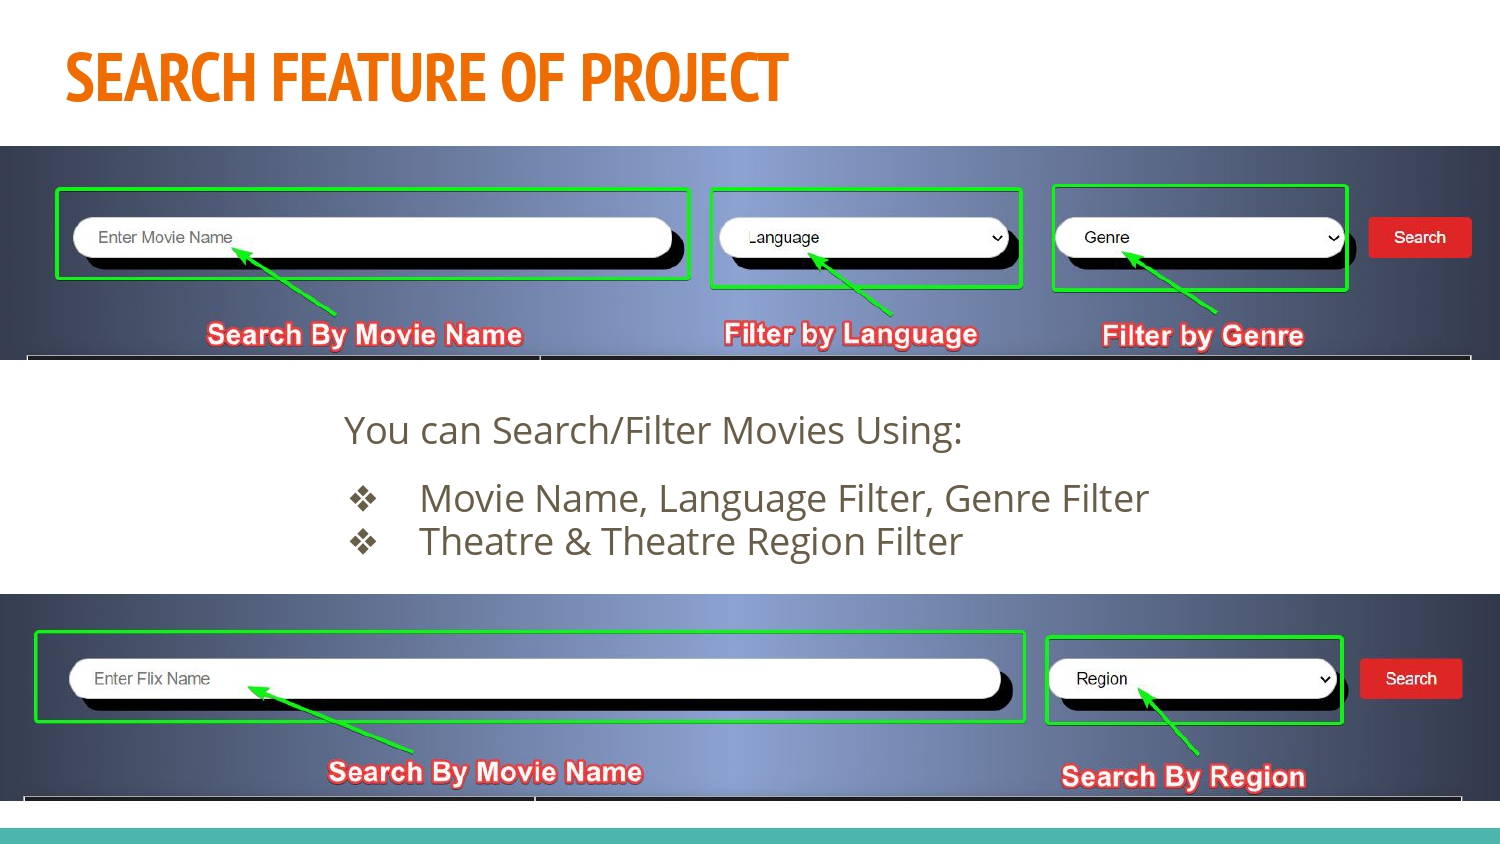 SEARCH FEATURE OF PROJECT
Enter Movie Name
Language
Genre
Search
Search By Movie Name
Filter by Language
Filter by Genre
You can Search/Filter Movies Using:
❖ Movie Name, Language Filter, Genre Filter
❖ Theatre & Theatre Region Filter
Enter Flix Name
Region
Search
Search By Movie Name
Search By Region